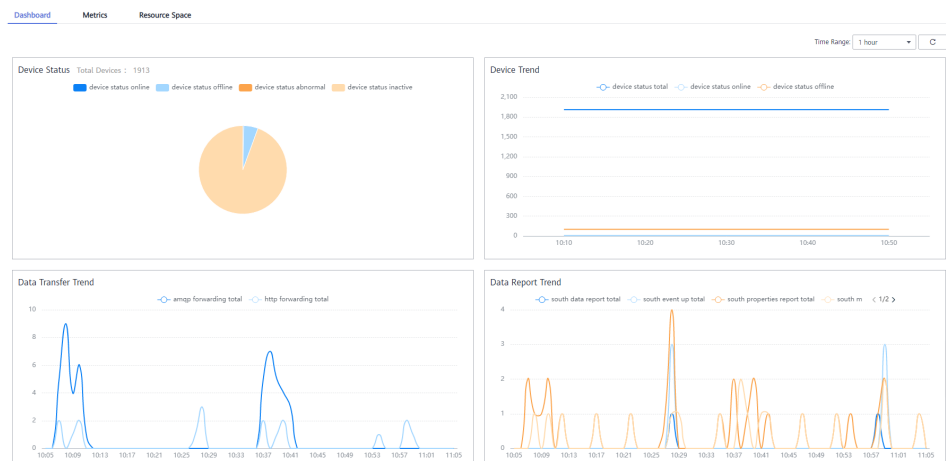 Dashboard Metrics Resource Space
Time Range: 1 hour
Device Status Total Devices : 1913
device status online device status offline device status abnormal device status inactive
Device Trend
device status total device status online device status offline
2,100
1,800
1,500
1,200
900
600
300
0
10:10 10:20 10:30 10:40 10:50
Data Transfer Trend
amqp forwarding total http forwarding total
10
8
6
4
2
0
10:05 10:09 10:13 10:17 10:21 10:25 10:29 10:33 10:37 10:41 10:45 10:49 10:53 10:57 11:01 11:05
Data Report Trend
south data report total south event up total south properties report total south m < 1/2 >
4
3
2
1
0
10:05 10:09 10:13 10:17 10:21 10:25 10:29 10:33 10:37 10:41 10:45 10:49 10:53 10:57 11:01 11:05